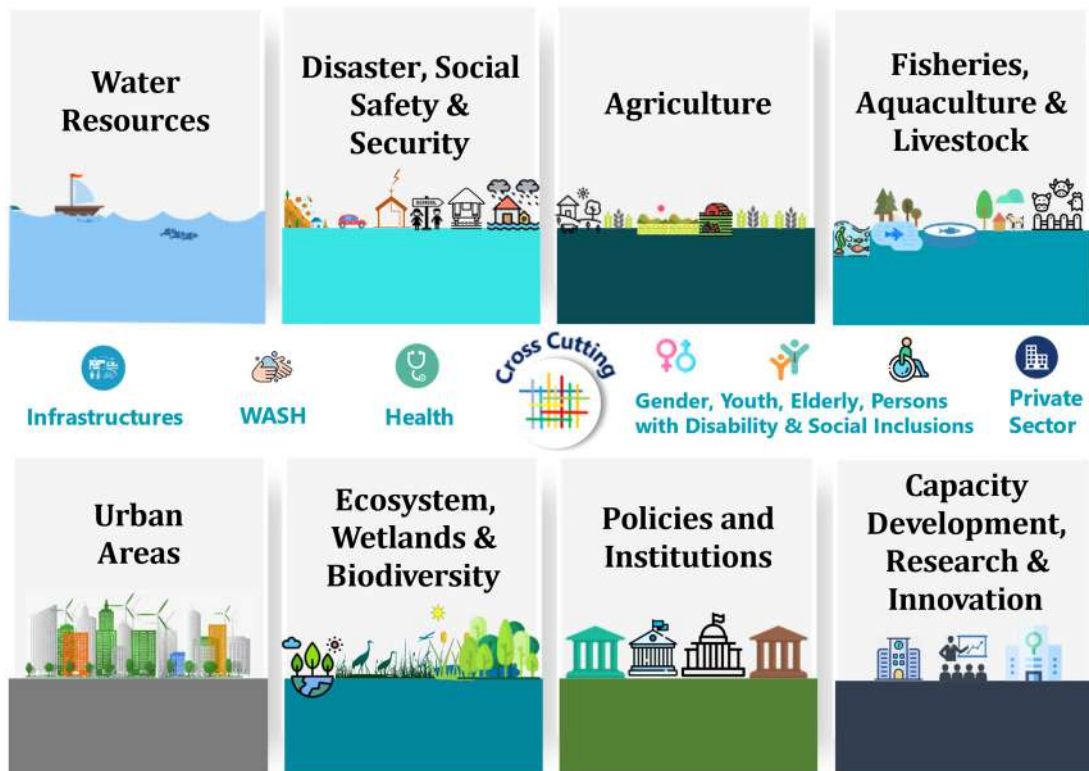 Water
Resources
Disaster, Social
Safety &
Security
Agriculture
Fisheries,
Aquaculture &
Livestock
SCHOOL
Infrastructures
WASH
Health
Cross Cutting
Gender, Youth, Elderly, Persons
with Disability & Social Inclusions
Private
Sector
Urban
Areas
Ecosystem,
Wetlands &
Biodiversity
Policies and
Institutions
Capacity
Development,
Research &
Innovation